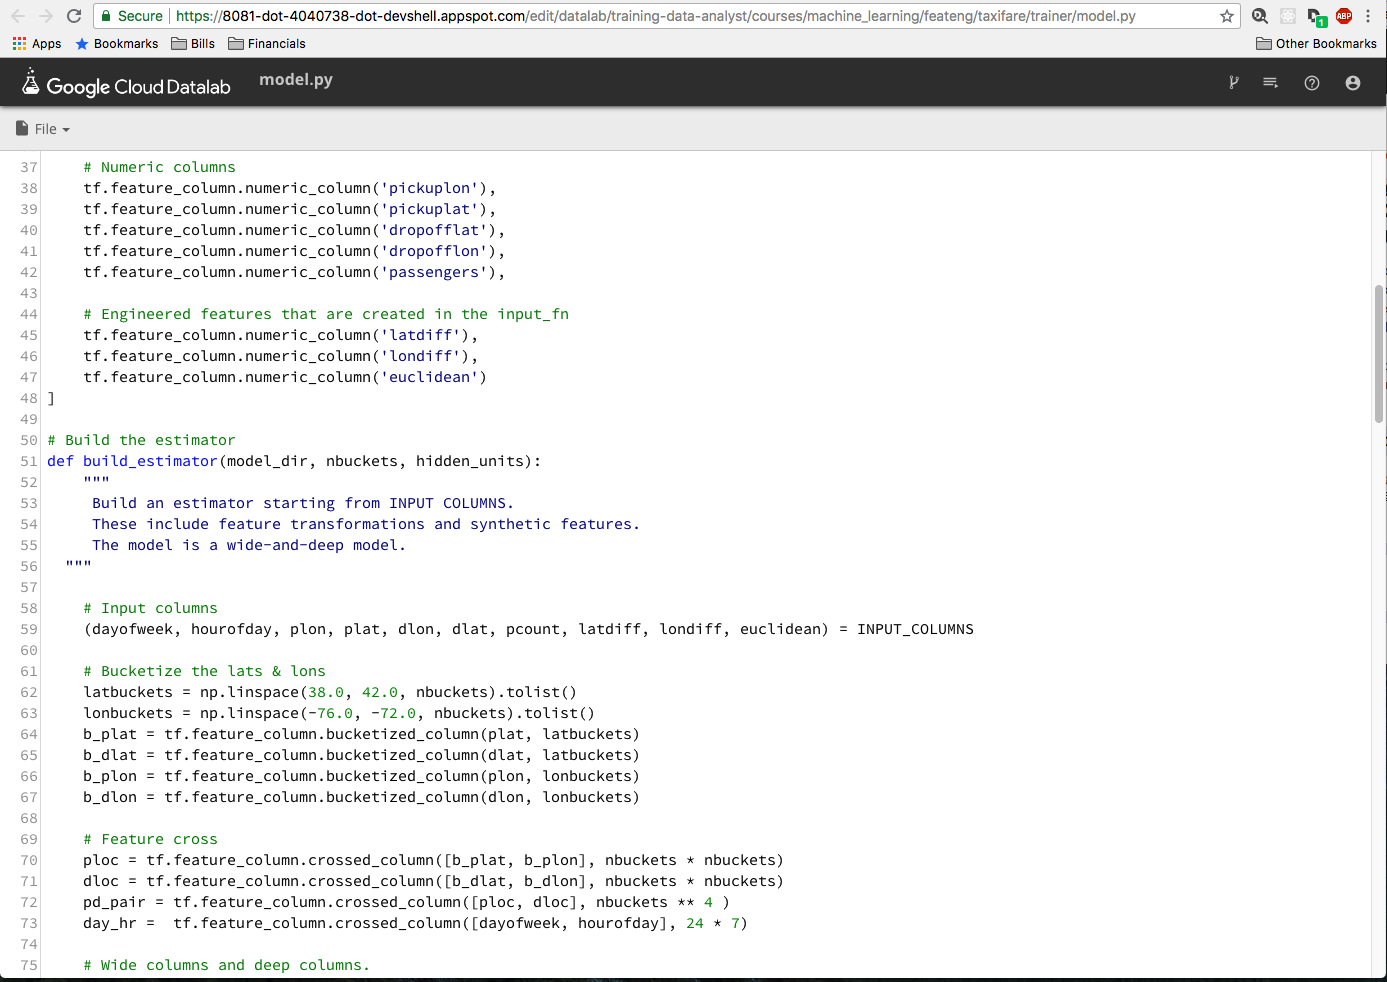 Secure https://8081-dot-4040738-dot-devshell.appspot.com/edit/datalab/training-data-analyst/courses/machine_learning/feateng/taxifare/trainer/model.py
1
ABP
Apps Bookmarks Bills Financials Other Bookmarks
Google Cloud Datalab model.py
File
37     # Numeric columns
38     tf.feature_column.numeric_column('pickuplon'),
39     tf.feature_column.numeric_column('pickuplat'),
40     tf.feature_column.numeric_column('dropofflat'),
41     tf.feature_column.numeric_column('dropofflon'),
42     tf.feature_column.numeric_column('passengers'),
43
44     # Engineered features that are created in the input_fn
45     tf.feature_column.numeric_column('latdiff'),
46     tf.feature_column.numeric_column('londiff'),
47     tf.feature_column.numeric_column('euclidean')
48 ]
49
50 # Build the estimator
51 def build_estimator(model_dir, nbuckets, hidden_units):
52     """
53      Build an estimator starting from INPUT COLUMNS.
54      These include feature transformations and synthetic features.
55      The model is a wide-and-deep model.
56   """
57
58     # Input columns
59     (dayofweek, hourofday, plon, plat, dlon, dlat, pcount, latdiff, londiff, euclidean) = INPUT_COLUMNS
60
61     # Bucketize the lats & lons
62     latbuckets = np.linspace(38.0, 42.0, nbuckets).tolist()
63     lonbuckets = np.linspace(-76.0, -72.0, nbuckets).tolist()
64     b_plat = tf.feature_column.bucketized_column(plat, latbuckets)
65     b_dlat = tf.feature_column.bucketized_column(dlat, latbuckets)
66     b_plon = tf.feature_column.bucketized_column(plon, lonbuckets)
67     b_dlon = tf.feature_column.bucketized_column(dlon, lonbuckets)
68
69     # Feature cross
70     ploc = tf.feature_column.crossed_column([b_plat, b_plon], nbuckets * nbuckets)
71     dloc = tf.feature_column.crossed_column([b_dlat, b_dlon], nbuckets * nbuckets)
72     pd_pair = tf.feature_column.crossed_column([ploc, dloc], nbuckets ** 4 )
73     day_hr =  tf.feature_column.crossed_column([dayofweek, hourofday], 24 * 7)
74
75     # Wide columns and deep columns.